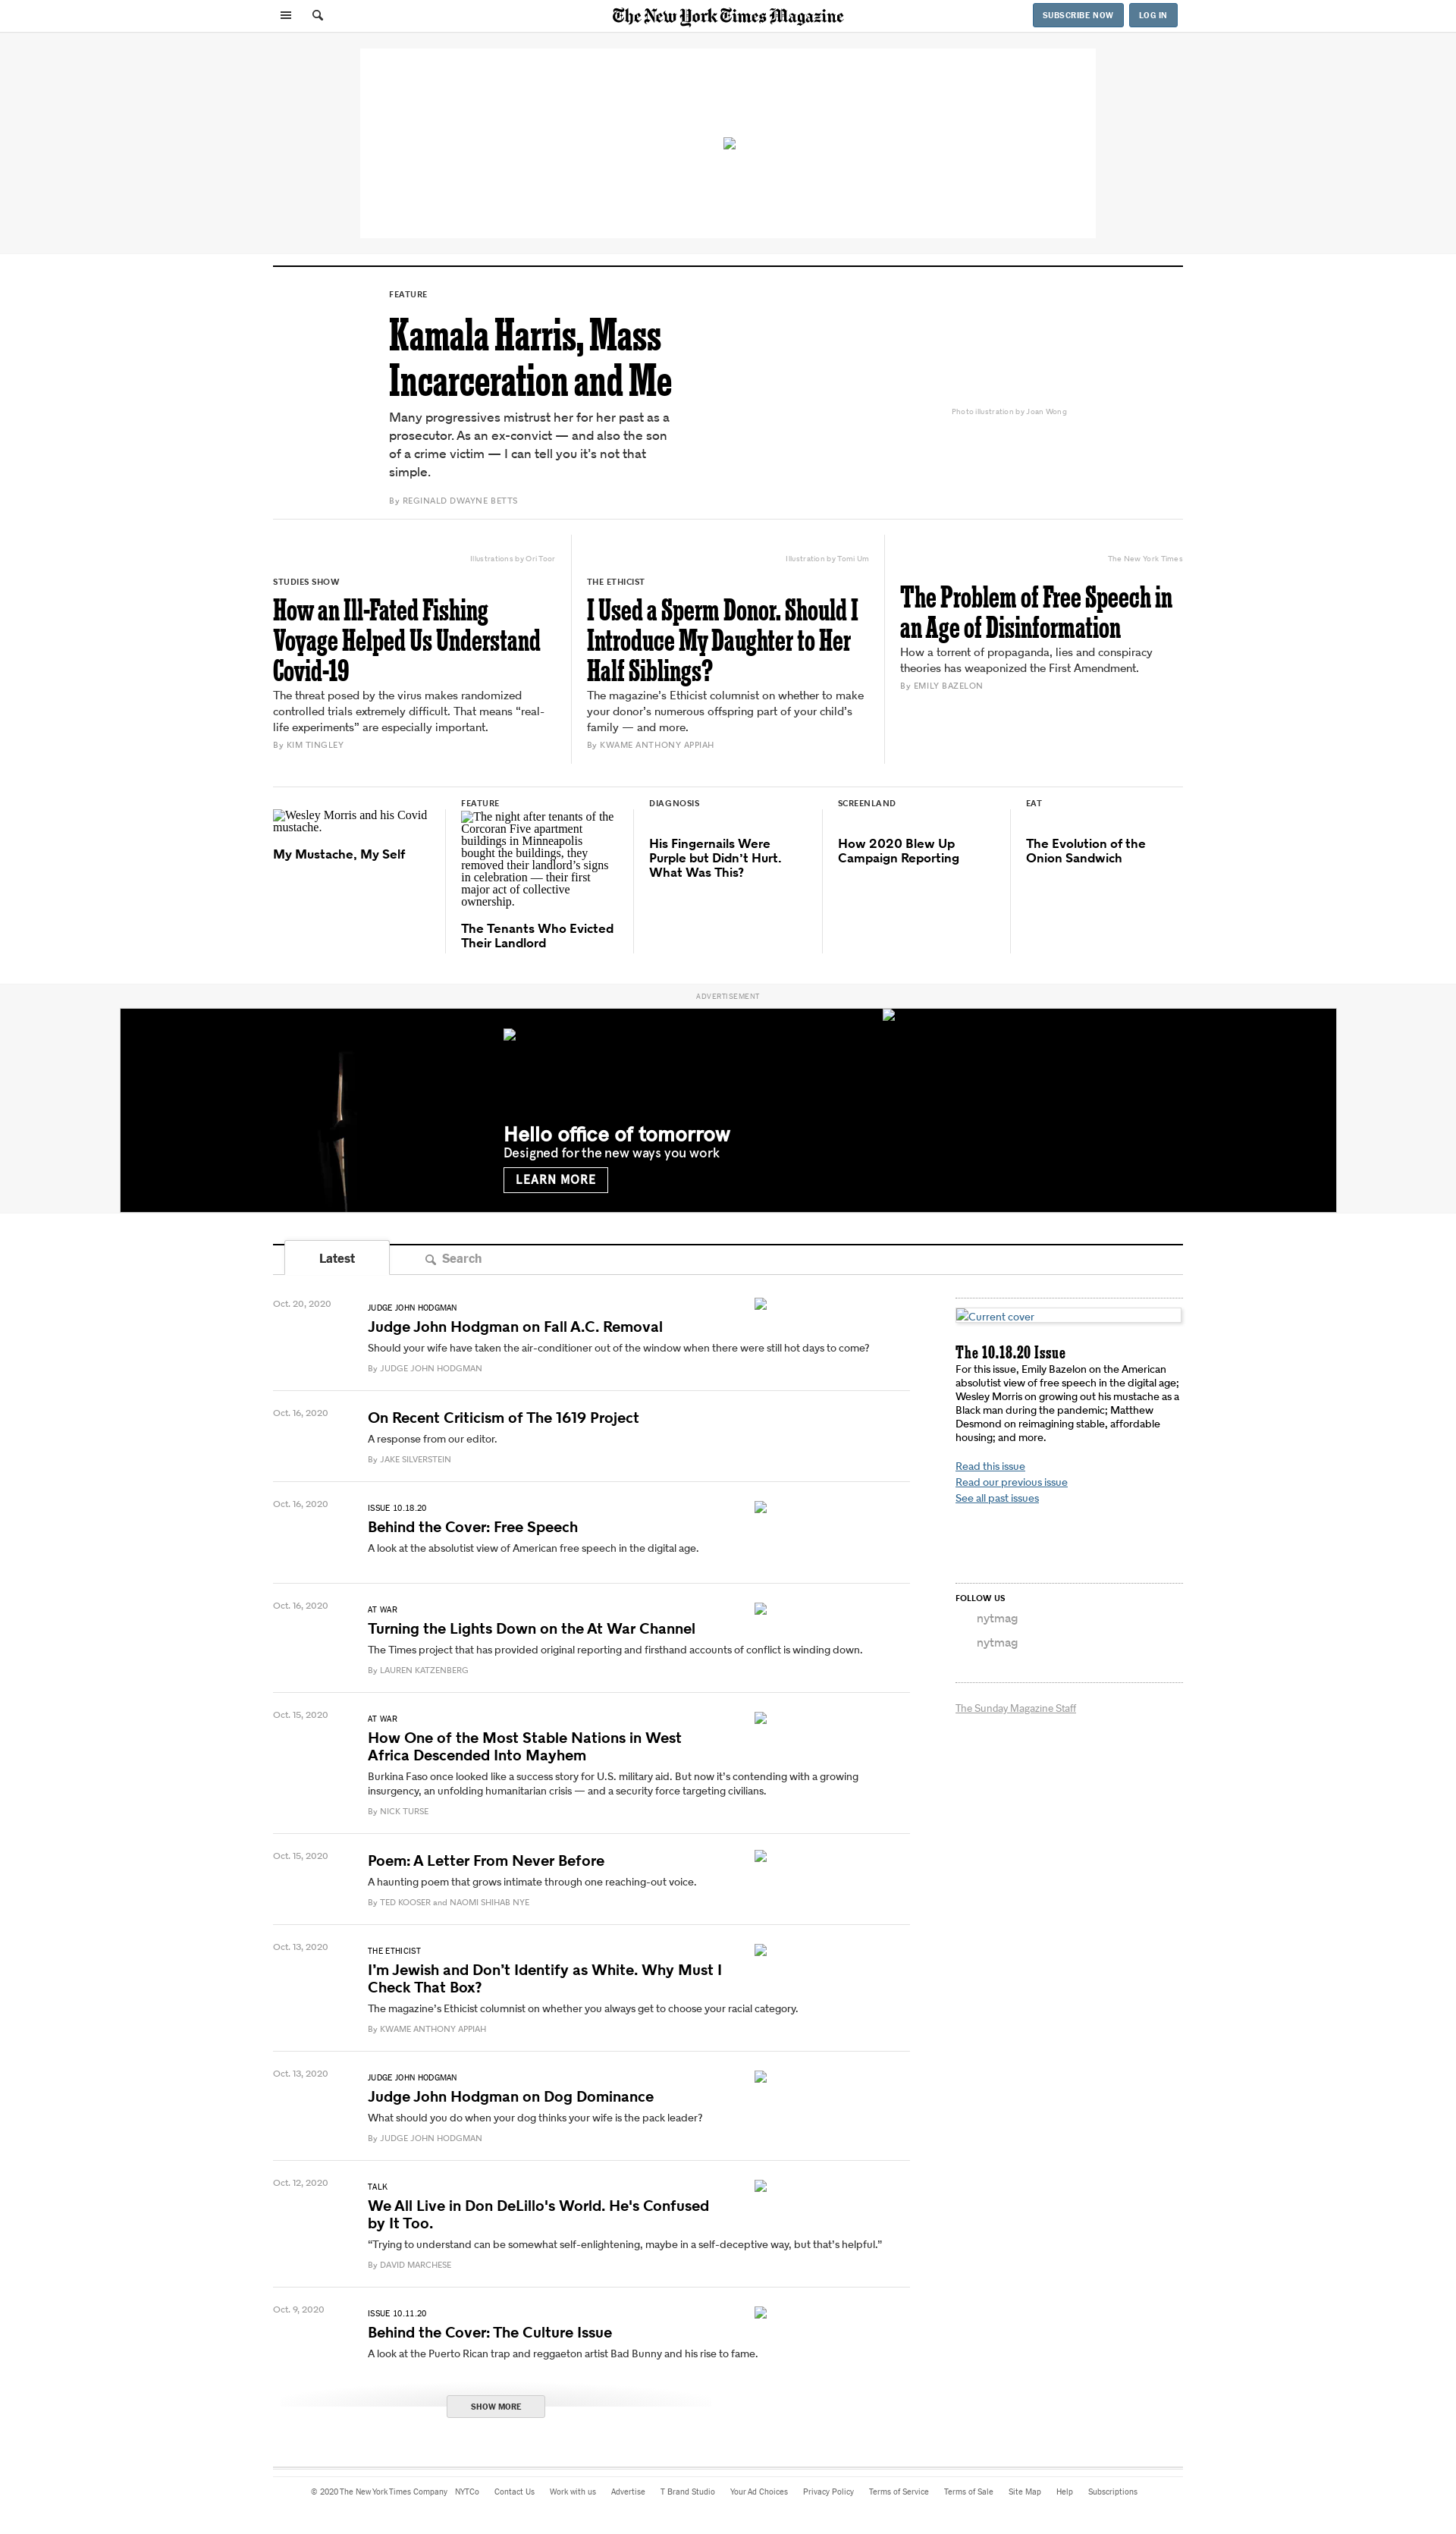 The New York Times Magazine
SUBSCRIBE NOW
LOG IN
FEATURE
Kamala Harris, Mass
Incarceration and Me
Many progressives mistrust her for her past as a
prosecutor. As an ex-convict — and also the son
of a crime victim — I can tell you it’s not that
simple.
By REGINALD DWAYNE BETTS
Photo illustration by Joan Wong
Illustrations by Ori Toor
STUDIES SHOW
How an Ill-Fated Fishing
Voyage Helped Us Understand
Covid-19
The threat posed by the virus makes randomized
controlled trials extremely difficult. That means “real-
life experiments” are especially important.
By KIM TINGLEY
Illustration by Tomi Um
THE ETHICIST
I Used a Sperm Donor. Should I
Introduce My Daughter to Her
Half Siblings?
The magazine’s Ethicist columnist on whether to make
your donor’s numerous offspring part of your child’s
family — and more.
By KWAME ANTHONY APPIAH
The New York Times
The Problem of Free Speech in
an Age of Disinformation
How a torrent of propaganda, lies and conspiracy
theories has weaponized the First Amendment.
By EMILY BAZELON
Wesley Morris and his Covid
mustache.
My Mustache, My Self
FEATURE
The night after tenants of the
Corcoran Five apartment
buildings in Minneapolis
bought the buildings, they
removed their landlord’s signs
in celebration — their first
major act of collective
ownership.
The Tenants Who Evicted
Their Landlord
DIAGNOSIS
His Fingernails Were
Purple but Didn’t Hurt.
What Was This?
SCREENLAND
How 2020 Blew Up
Campaign Reporting
EAT
The Evolution of the
Onion Sandwich
ADVERTISEMENT
Hello office of tomorrow
Designed for the new ways you work
LEARN MORE
Latest
Search
Oct. 20, 2020
JUDGE JOHN HODGMAN
Judge John Hodgman on Fall A.C. Removal
Should your wife have taken the air-conditioner out of the window when there were still hot days to come?
By JUDGE JOHN HODGMAN
Oct. 16, 2020
On Recent Criticism of The 1619 Project
A response from our editor.
By JAKE SILVERSTEIN
Oct. 16, 2020
ISSUE 10.18.20
Behind the Cover: Free Speech
A look at the absolutist view of American free speech in the digital age.
Oct. 16, 2020
AT WAR
Turning the Lights Down on the At War Channel
The Times project that has provided original reporting and firsthand accounts of conflict is winding down.
By LAUREN KATZENBERG
Oct. 15, 2020
AT WAR
How One of the Most Stable Nations in West
Africa Descended Into Mayhem
Burkina Faso once looked like a success story for U.S. military aid. But now it’s contending with a growing
insurgency, an unfolding humanitarian crisis — and a security force targeting civilians.
By NICK TURSE
Oct. 15, 2020
Poem: A Letter From Never Before
A haunting poem that grows intimate through one reaching-out voice.
By TED KOOSER and NAOMI SHIHAB NYE
Oct. 13, 2020
THE ETHICIST
I’m Jewish and Don’t Identify as White. Why Must I
Check That Box?
The magazine’s Ethicist columnist on whether you always get to choose your racial category.
By KWAME ANTHONY APPIAH
Oct. 13, 2020
JUDGE JOHN HODGMAN
Judge John Hodgman on Dog Dominance
What should you do when your dog thinks your wife is the pack leader?
By JUDGE JOHN HODGMAN
Oct. 12, 2020
TALK
We All Live in Don DeLillo's World. He's Confused
by It Too.
“Trying to understand can be somewhat self-enlightening, maybe in a self-deceptive way, but that’s helpful.”
By DAVID MARCHESE
Oct. 9, 2020
ISSUE 10.11.20
Behind the Cover: The Culture Issue
A look at the Puerto Rican trap and reggaeton artist Bad Bunny and his rise to fame.
SHOW MORE
Current cover
The 10.18.20 Issue
For this issue, Emily Bazelon on the American
absolutist view of free speech in the digital age;
Wesley Morris on growing out his mustache as a
Black man during the pandemic; Matthew
Desmond on reimagining stable, affordable
housing; and more.
Read this issue
Read our previous issue
See all past issues
FOLLOW US
nytmag
nytmag
The Sunday Magazine Staff
© 2020 The New York Times Company NYTCo Contact Us Work with us Advertise T Brand Studio Your Ad Choices Privacy Policy Terms of Service Terms of Sale Site Map Help Subscriptions